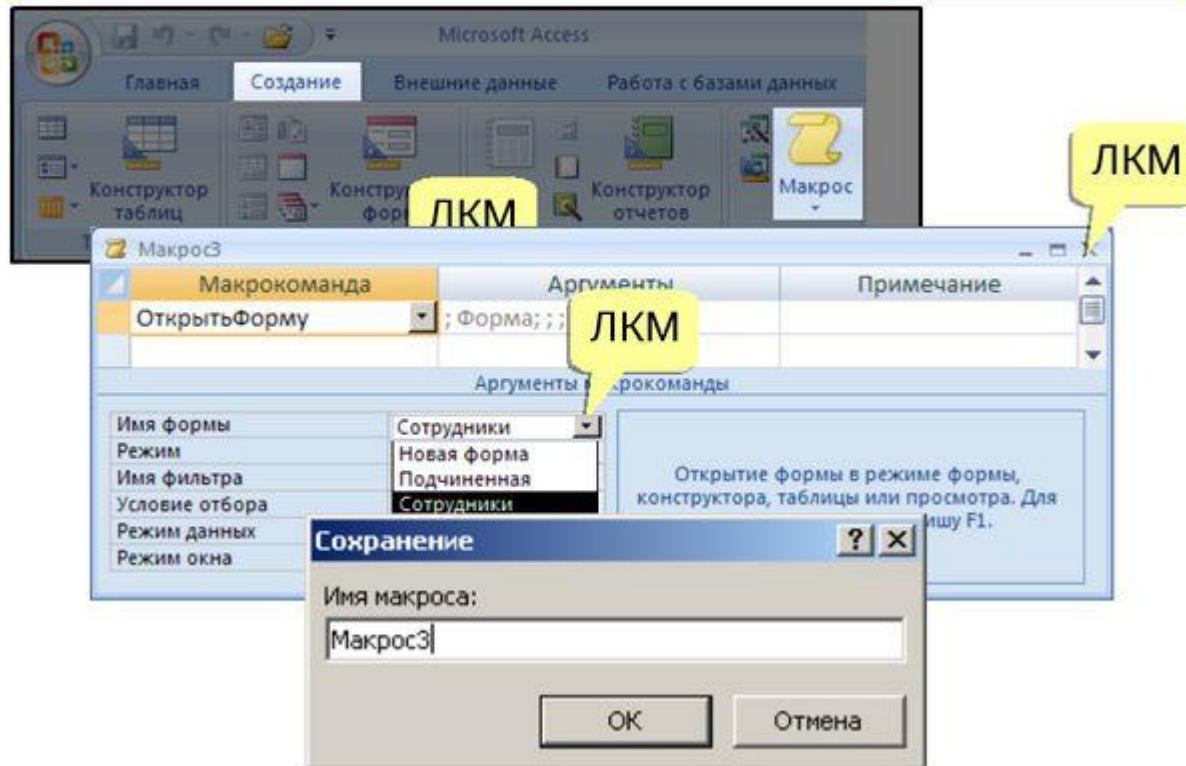 Microsoft Access
Главная Создание Внешние данные Работа с базами данных
Конструктор таблиц
Конструктор отчетов
Макрос
ЛКМ
ЛКМ
Макрос3
Макрокоманда Аргументы Примечание
ОткрытьФорму ; Форма; ; ;
ЛКМ
Аргументы
Имя формы Сотрудники
Режим Новая форма
Имя фильтра Подчиненная
Условие отбора Сотрудники
Режим данных
Режим окна
Открытие формы в режиме формы,
конструктора, таблицы или просмотра. Для
F1.
Сохранение
Имя макроса:
Макрос3
ОК Отмена